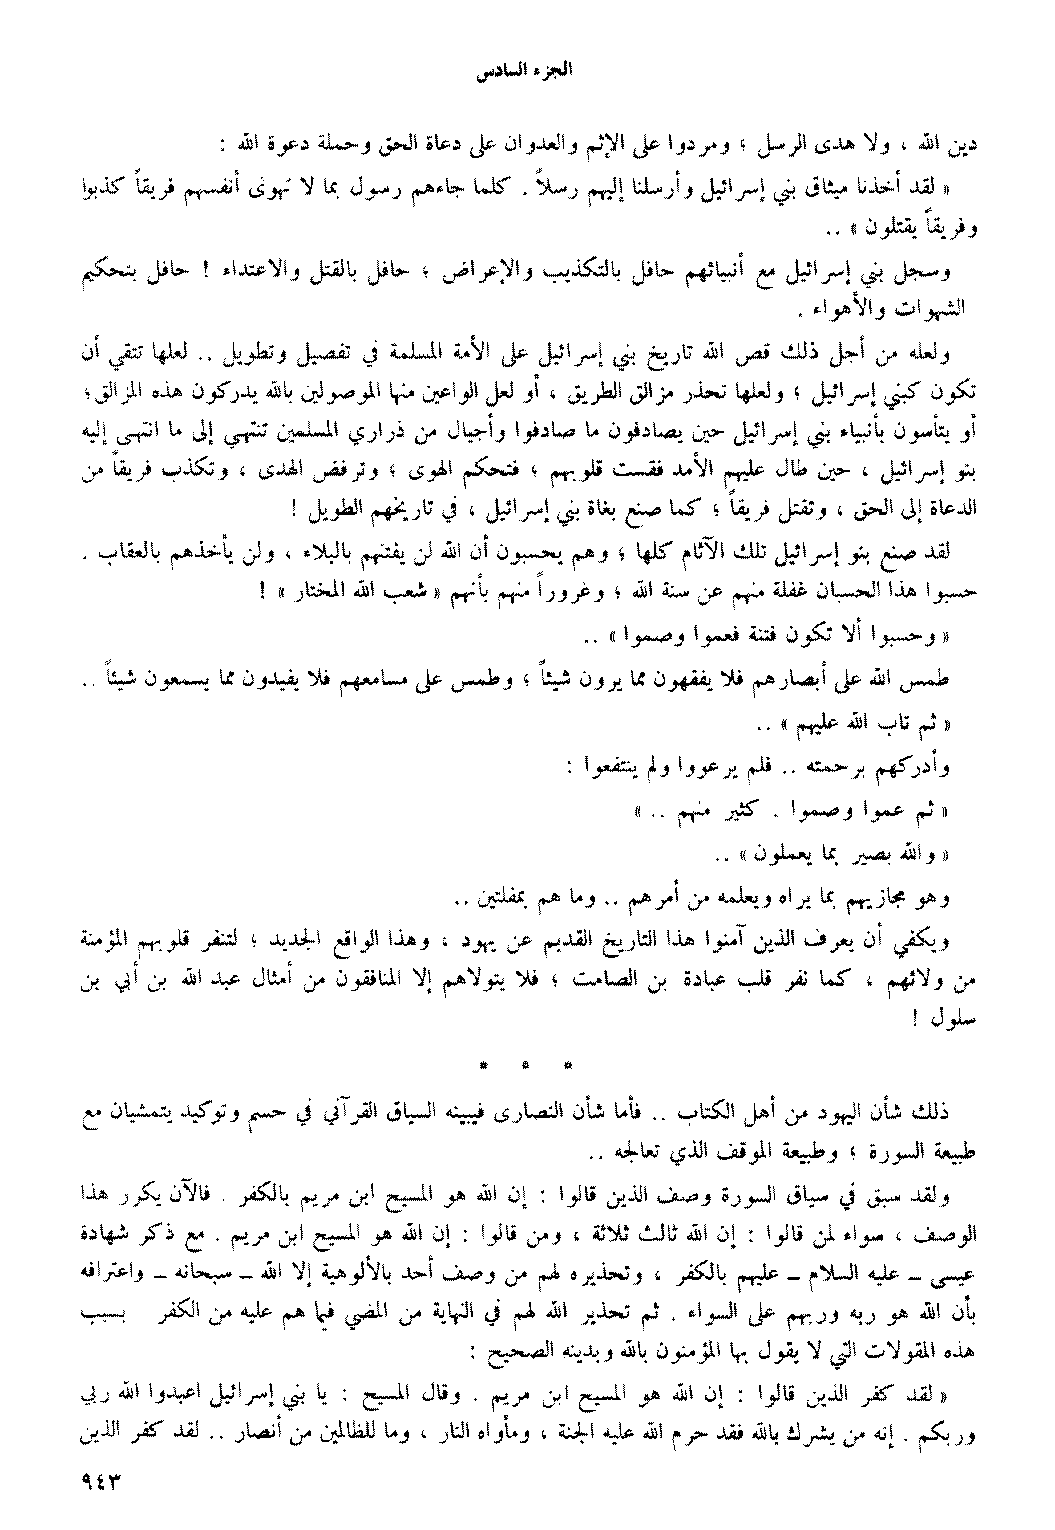 الجزء السادس
دين الله ، ولا هدى الرسل ؛ ومردوا على الإثم والعدوان على دعاة الحق وحملة دعوة الله :
« لقد أخذنا ميثاق بني إسرائيل وأرسلنا إليهم رسلاً . كلما جاءهم رسول بما لا تهوى أنفسهم فريقاً كذبوا
وفريقاً يقتلون » ..
وسجل بني إسرائيل مع أنبيائهم حافل بالتكذيب والإعراض ؛ حافل بالقتل والاعتداء ! حافل بتحكيم
الشهوات والأهواء .
ولعله من أجل ذلك قص الله تاريخ بني إسرائيل على الأمة المسلمة في تفصيل وتطويل .. لعلها تتقي أن
تكون كبني إسرائيل ؛ ولعلها تحذر مزالق الطريق ، أو لعل الواعين منها الموصولين بالله يدركون هذه المزالق؛
أو يتأسون بأنبياء بني إسرائيل حين يصادفون ما صادفوا وأجيال من ذراري المسلمين تنتهي إلى ما انتهى إليه
بنو إسرائيل ، حين طال عليهم الأمد فقست قلوبهم ؛ فتحكم الهوى ؛ وترفض الهدى ، وتكذب فريقاً من
الدعاة إلى الحق ، وتقتل فريقاً ؛ كما صنع بغاة بني إسرائيل ، في تاريخهم الطويل !
لقد صنع بنو إسرائيل تلك الآثام كلها ؛ وهم يحسبون أن الله لن يفتنهم بالبلاء ، ولن يأخذهم بالعقاب .
حسبوا هذا الحسبان غفلة منهم عن سنة الله ؛ وغروراً منهم بأنهم « شعب الله المختار » !
« وحسبوا ألا تكون فتنة فعموا وصموا » ..
طمس الله على أبصارهم فلا يفقهون مما يرون شيئاً ؛ وطمس على مسامعهم فلا يفيدون مما يسمعون شيئاً ..
« ثم تاب الله عليهم » ..
وأدركهم برحمته .. فلم يرعووا ولم ينتفعوا :
« ثم عموا وصموا . كثير منهم .. »
« والله بصير بما يعملون » ..
وهو مجازيهم بما يراه ويعلمه من أمرهم .. وما هم بمفلتين ..
ويكفي أن يعرف الذين آمنوا هذا التاريخ القديم عن يهود ، وهذا الواقع الجديد ؛ لتنفر قلوبهم المؤمنة
من ولائهم ، كما نفر قلب عبادة بن الصامت ؛ فلا يتولاهم إلا المنافقون من أمثال عبد الله بن أبي بن
سلول !
* * *
ذلك شأن اليهود من أهل الكتاب .. فأما شأن النصارى فيبينه السياق القرآني في حسم وتوكيد يتمشيان مع
طبيعة السورة ؛ وطبيعة الموقف الذي تعالجه ..
ولقد سبق في سياق السورة وصف الذين قالوا : إن الله هو المسيح ابن مريم بالكفر . فالآن يكرر هذا
الوصف ، سواء لمن قالوا : إن الله ثالث ثلاثة ، ومن قالوا : إن الله هو المسيح ابن مريم . مع ذكر شهادة
عيسى - عليه السلام - عليهم بالكفر ، وتحذيره لهم من وصف أحد بالألوهية إلا الله - سبحانه - واعترافه
بأن الله هو ربه وربهم على السواء . ثم تحذير الله لهم في النهاية من المضي فيما هم عليه من الكفر بسبب
هذه المقولات التي لا يقول بها المؤمنون بالله وبدينه الصحيح :
« لقد كفر الذين قالوا : إن الله هو المسيح ابن مريم . وقال المسيح : يا بني إسرائيل اعبدوا الله ربي
وربكم . إنه من يشرك بالله فقد حرم الله عليه الجنة ، ومأواه النار ، وما للظالمين من أنصار .. لقد كفر الذين
٩٤٣